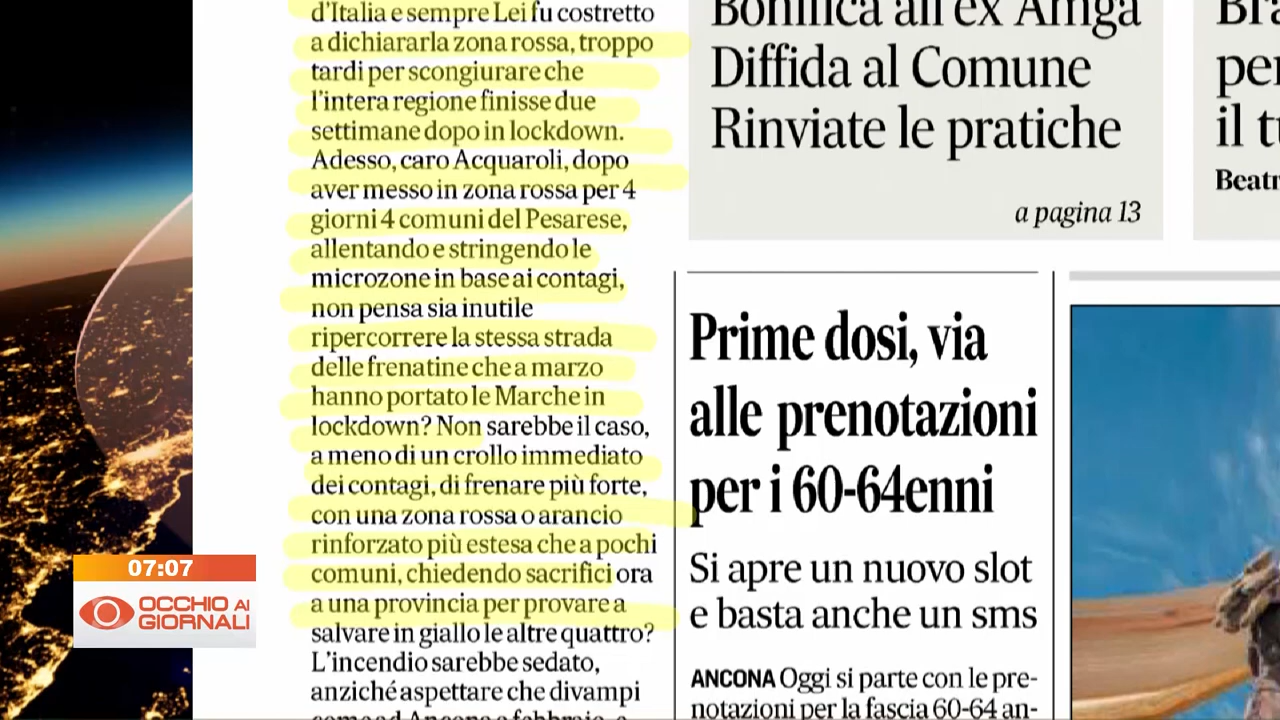 d'Italia e sempre Lei fu costretto
a dichiararla zona rossa, troppo
tardi per scongiurare che
l'intera regione finisse due
settimane dopo in lockdown.
Adesso, caro Acquaroli, dopo
aver messo in zona rossa per 4
giorni 4 comuni del Pesarese,
allentando e stringendo le
microzone in base ai contagi,
non pensa sia inutile
ripercorrere la stessa strada
delle frenatine che a marzo
hanno portato le Marche in
lockdown? Non sarebbe il caso,
a meno di un crollo immediato
dei contagi, di frenare più forte,
con una zona rossa o arancio
rinforzato più estesa che a pochi
comuni, chiedendo sacrifici ora
a una provincia per provare a
salvare in giallo le altre quattro?
L'incendio sarebbe sedato,
anziché aspettare che divampi
Bonifica all'ex Amga
Diffida al Comune
Rinviate le pratiche
a pagina 13
Prime dosi, via
alle prenotazioni
per i 60-64enni
Si apre un nuovo slot
e basta anche un sms
ANCONA Oggi si parte con le pre-
notazioni per la fascia 60-64 an-
il
07:07
OCCHIO AI
GIORNALI